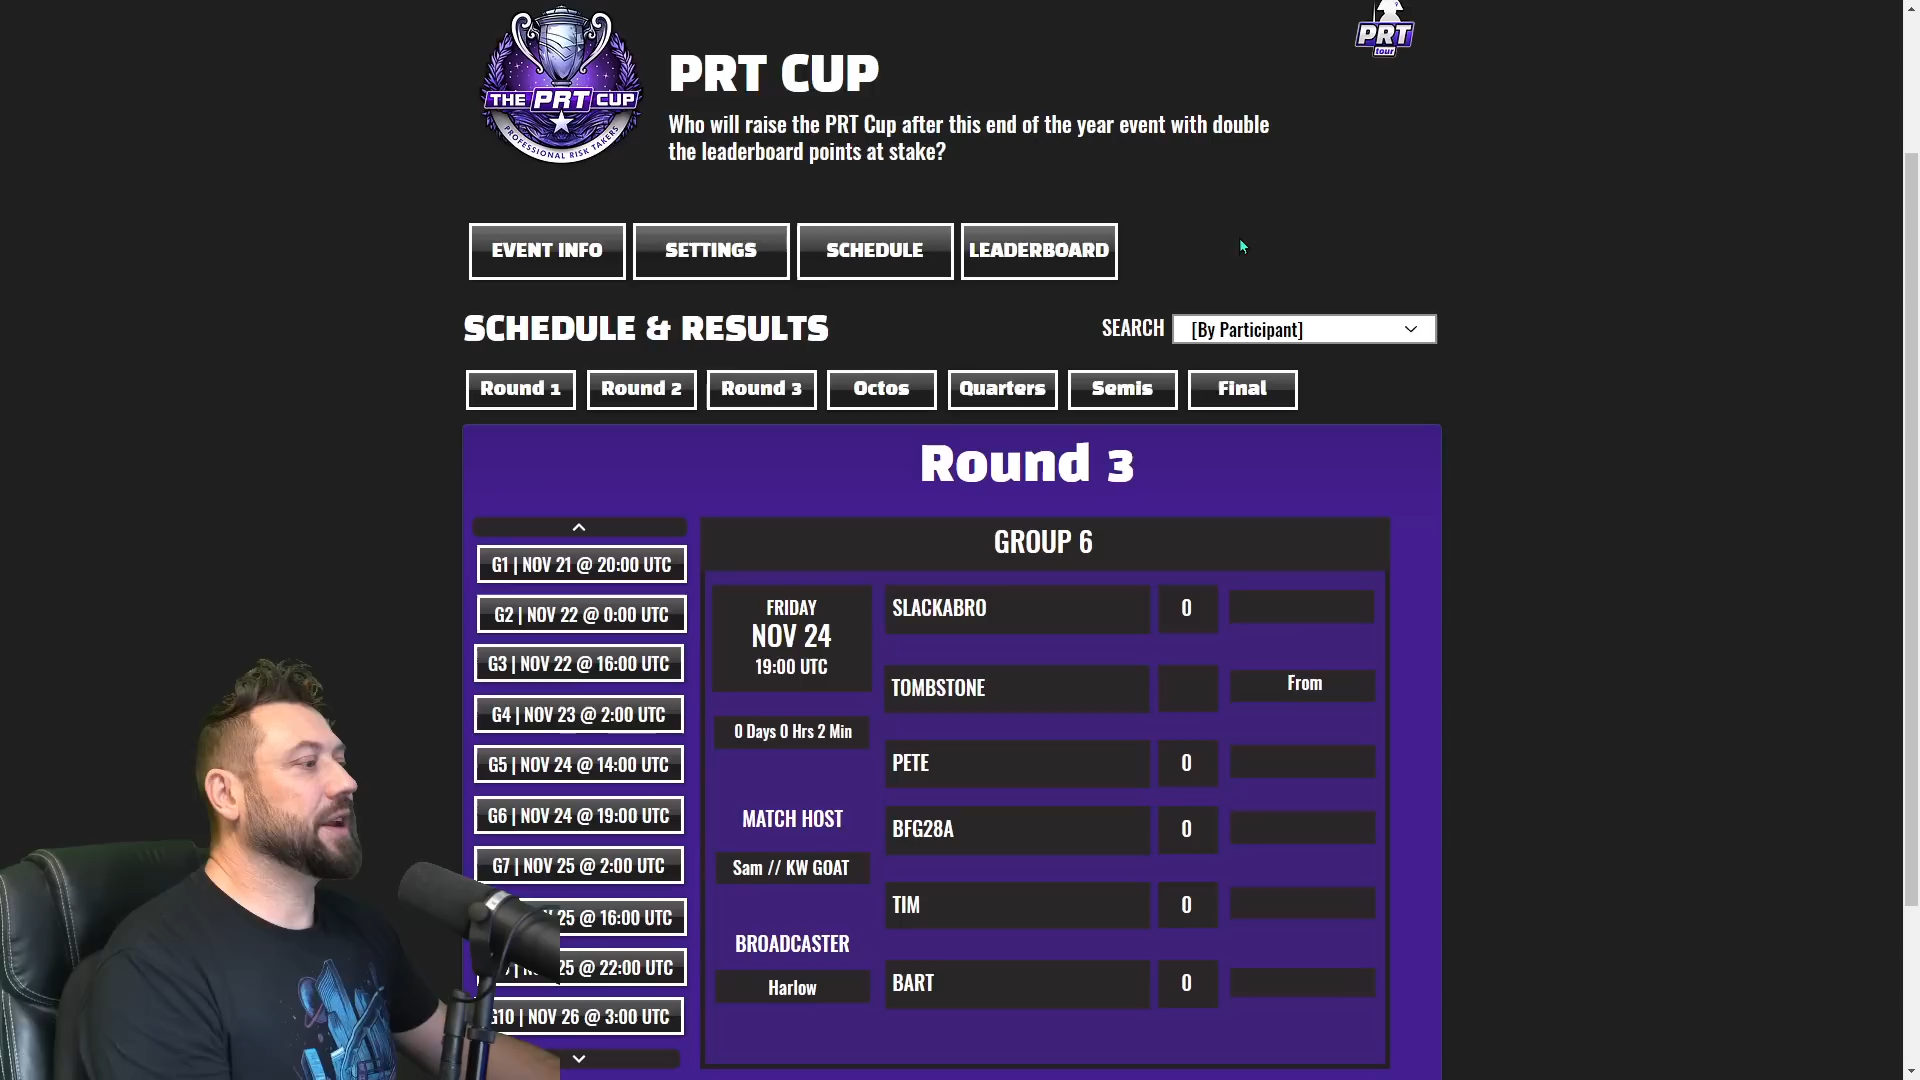 THE PRT CUP
PROFESSIONAL RISK TAKERS
PRT
tour
PRT CUP
Who will raise the PRT Cup after this end of the year event with double
the leaderboard points at stake?
EVENT INFO
SETTINGS
SCHEDULE
LEADERBOARD
SCHEDULE & RESULTS
SEARCH
[By Participant]
Round 1
Round 2
Round 3
Octos
Quarters
Semis
Final
Round 3
G1 | NOV 21 @ 20:00 UTC
G2 | NOV 22 @ 0:00 UTC
G3 | NOV 22 @ 16:00 UTC
G4 | NOV 23 @ 2:00 UTC
G5 | NOV 24 @ 14:00 UTC
G6 | NOV 24 @ 19:00 UTC
G7 | NOV 25 @ 2:00 UTC
25 @ 16:00 UTC
25 @ 22:00 UTC
G10 | NOV 26 @ 3:00 UTC
GROUP 6
FRIDAY
NOV 24
19:00 UTC
0 Days 0 Hrs 2 Min
MATCH HOST
Sam // KW GOAT
BROADCASTER
Harlow
SLACKABRO 0
TOMBSTONE From
PETE 0
BFG28A 0
TIM 0
BART 0